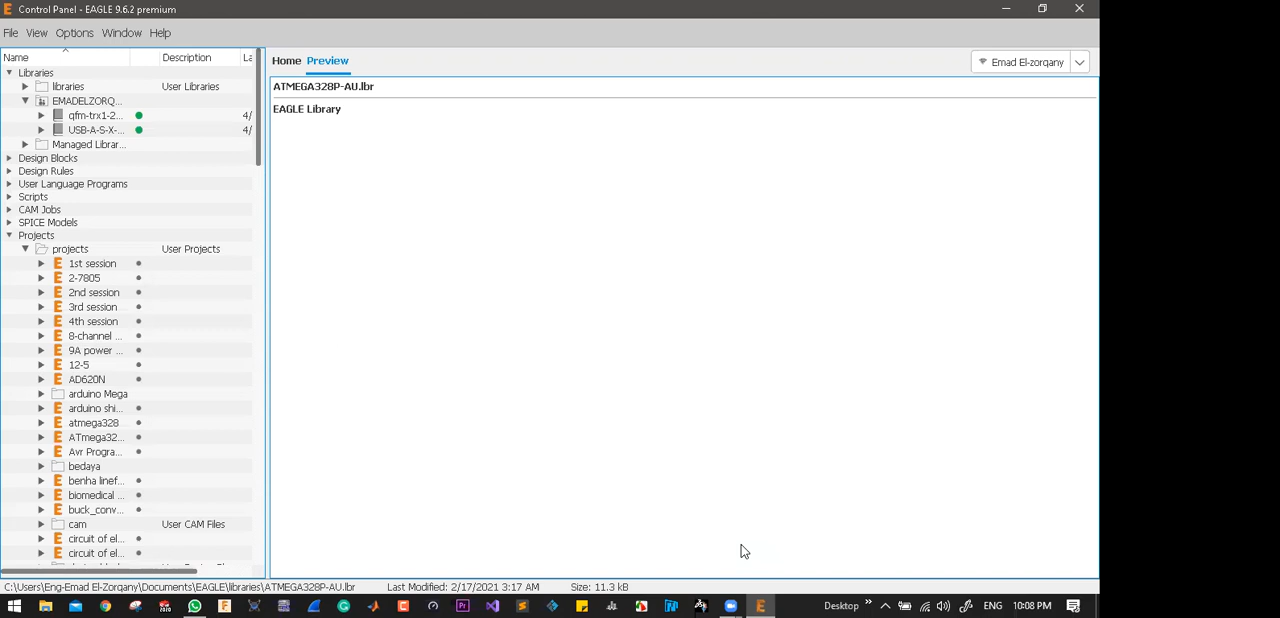 Control Panel - EAGLE 9.6.2 premium
File View Options Window Help
Name Description La
Libraries
libraries User Libraries
EMADELZORQ...
qfm-trx1-2... 4/
USB-A-S-X-... 4/
Managed Librar...
Design Blocks
Design Rules
User Language Programs
Scripts
CAM Jobs
SPICE Models
Projects
projects User Projects
1st session
2-7805
2nd session
3rd session
4th session
8-channel ...
9A power ...
12-5
AD620N
arduino Mega
arduino shi...
atmega328
ATmega32...
Avr Progra...
bedaya
benha linef...
biomedical ...
buck_conv...
cam User CAM Files
circuit of el...
circuit of el...
Home Preview
Emad El-zorqany
ATMEGA328P-AU.lbr
EAGLE Library
C:\Users\Eng-Emad El-Zorqany\Documents\EAGLE\libraries\ATMEGA328P-AU.lbr Last Modified: 2/17/2021 3:17 AM Size: 11.3 kB
Desktop ENG 10:08 PM